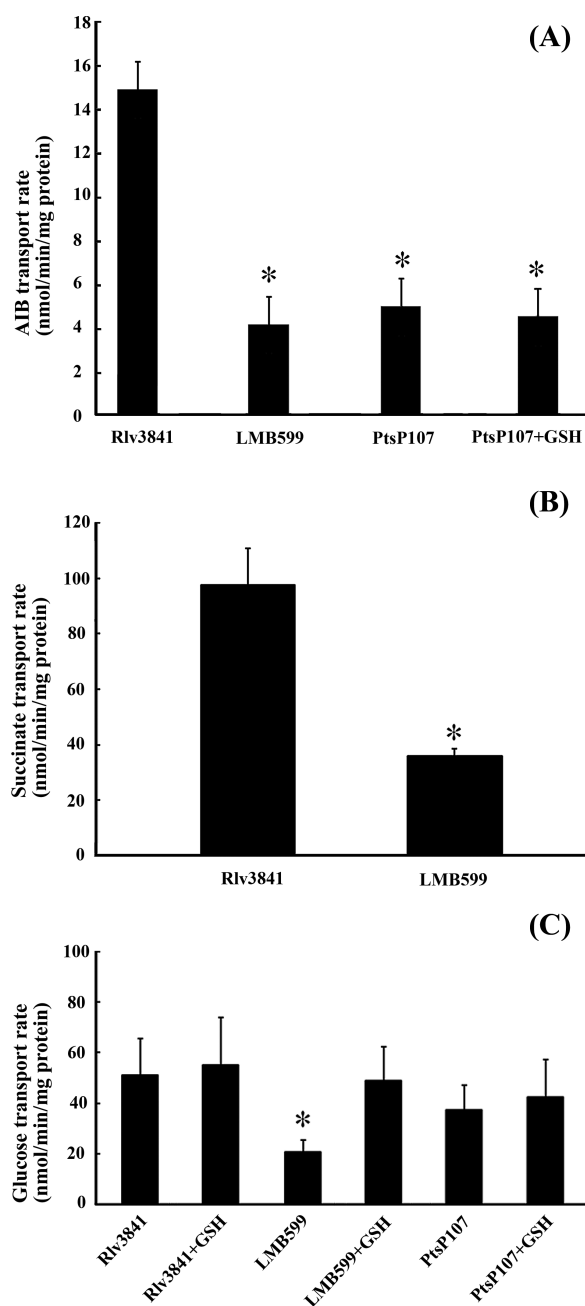 (A)
AIB transport rate
(nmol/min/mg protein)
18
16
14
12
10
8
6
4
2
0
*
*
*
Rlv3841
LMB599
PtsP107
PtsP107+GSH
(B)
Succinate transport rate
(nmol/min/mg protein)
120
100
80
60
40
20
0
*
Rlv3841
LMB599
(C)
Glucose transport rate
(nmol/min/mg protein)
100
80
60
40
20
0
*
Rlv3841
Rlv3841+GSH
LMB599
LMB599+GSH
PtsP107
PtsP107+GSH